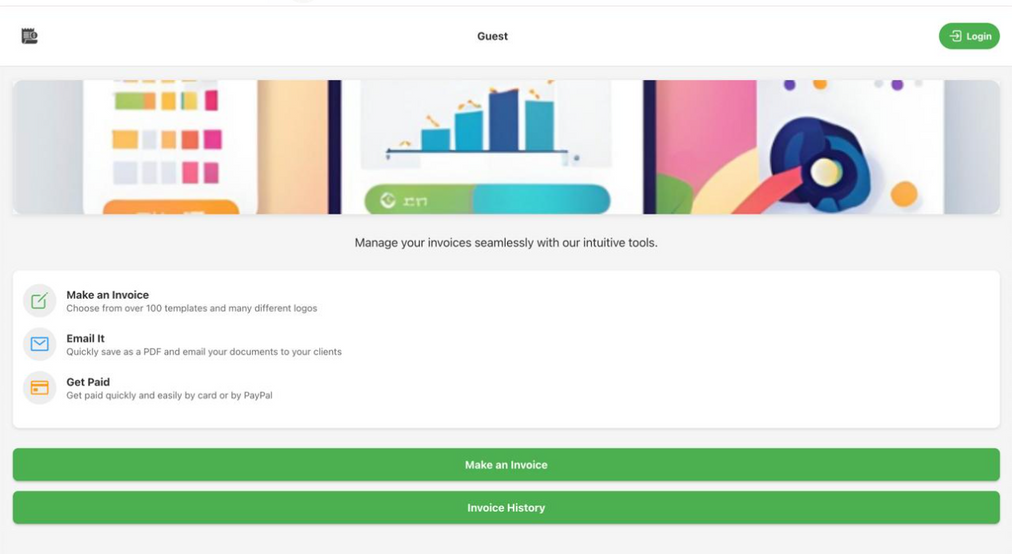 Guest
Login
Manage your invoices seamlessly with our intuitive tools.
Make an Invoice
Choose from over 100 templates and many different logos
Email It
Quickly save as a PDF and email your documents to your clients
Get Paid
Get paid quickly and easily by card or by PayPal
Make an Invoice
Invoice History